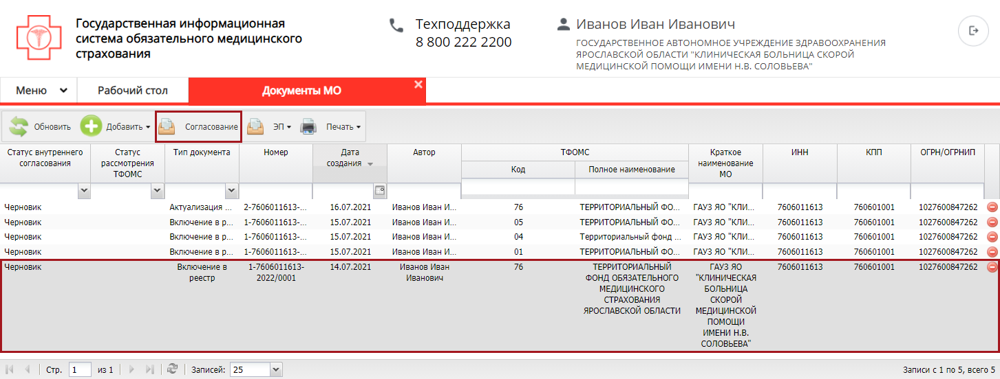 Государственная информационная
система обязательного медицинского
страхования
Техподдержка
8 800 222 2200
Иванов Иван Иванович
ГОСУДАРСТВЕННОЕ АВТОНОМНОЕ УЧРЕЖДЕНИЕ ЗДРАВООХРАНЕНИЯ
ЯРОСЛАВСКОЙ ОБЛАСТИ "КЛИНИЧЕСКАЯ БОЛЬНИЦА СКОРОЙ
МЕДИЦИНСКОЙ ПОМОЩИ ИМЕНИ Н.В. СОЛОВЬЕВА"
Меню Рабочий стол Документы МО
Обновить Добавить Согласование ЭП Печать
Статус внутреннего
согласования
Статус
рассмотрения
ТФОМС
Тип документа
Номер
Дата
создания
Автор
ТФОМС
Код
Полное наименование
Краткое
наименование
МО
ИНН
КПП
ОГРН/ОГРНИП
Черновик Актуализация ... 2-7606011613-... 16.07.2021 Иванов Иван И... 76 ТЕРРИТОРИАЛЬНЫЙ ФО... ГАУЗ ЯО "КЛИ... 7606011613 760601001 1027600847262
Черновик Включение в р... 1-7606011613-... 15.07.2021 Иванов Иван И... 05 ТЕРРИТОРИАЛЬНЫЙ ФО... ГАУЗ ЯО "КЛИ... 7606011613 760601001 1027600847262
Черновик Включение в р... 1-7606011613-... 15.07.2021 Иванов Иван И... 04 Территориальный фонд ... ГАУЗ ЯО "КЛИ... 7606011613 760601001 1027600847262
Черновик Включение в р... 1-7606011613-... 15.07.2021 Иванов Иван И... 01 ТЕРРИТОРИАЛЬНЫЙ ФО... ГАУЗ ЯО "КЛИ... 7606011613 760601001 1027600847262
Черновик
Включение в
реестр
1-7606011613-
2022/0001
14.07.2021
Иванов Иван
Иванович
76
ТЕРРИТОРИАЛЬНЫЙ
ФОНД ОБЯЗАТЕЛЬНОГО
МЕДИЦИНСКОГО
СТРАХОВАНИЯ
ЯРОСЛАВСКОЙ ОБЛАСТИ
ГАУЗ ЯО
"КЛИНИЧЕСКАЯ
БОЛЬНИЦА
СКОРОЙ
МЕДИЦИНСКОЙ
ПОМОЩИ
ИМЕНИ Н.В.
СОЛОВЬЕВА"
7606011613
760601001
1027600847262
Стр. 1 из 1 Записей: 25 Записи с 1 по 5, всего 5